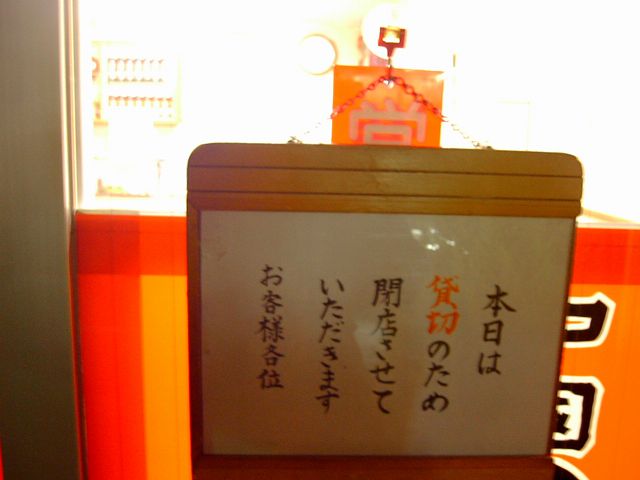 本日は
貸切のため
閉店させて
いただきます
お客様各位
営